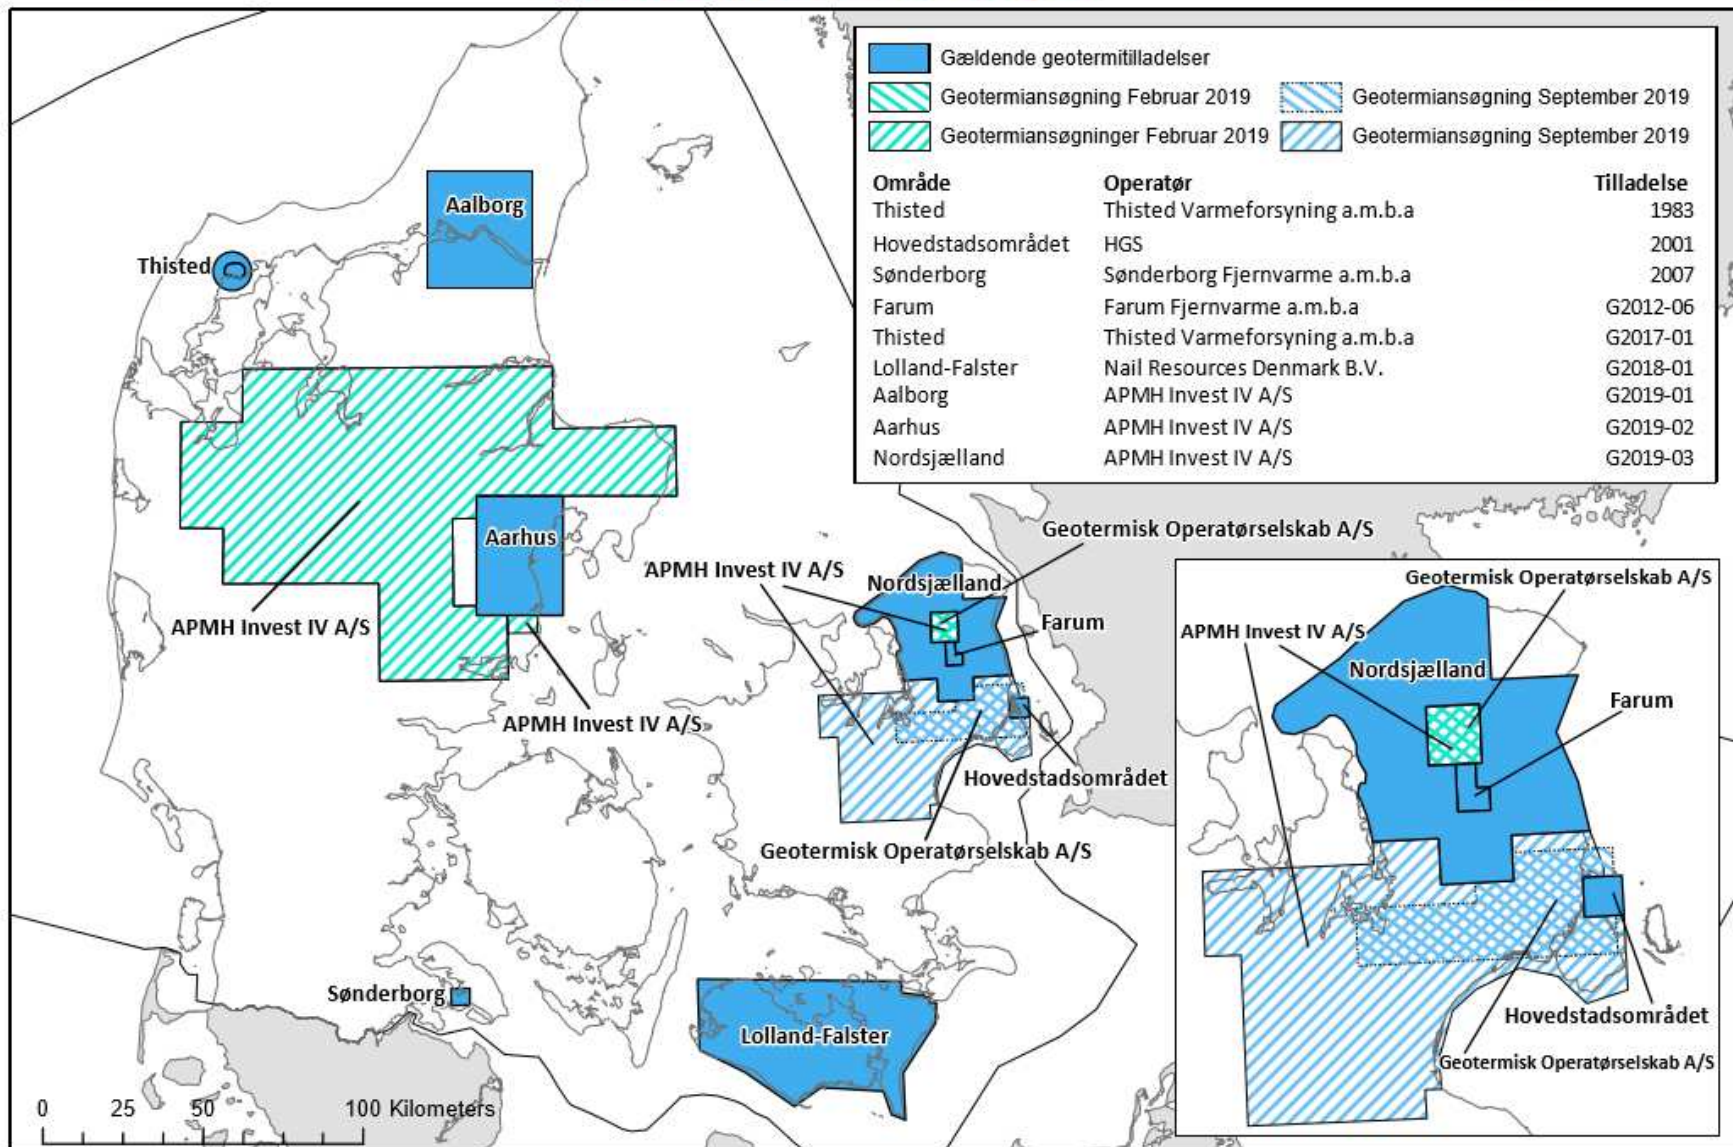 Gældende geotermitilladelser
Geotermiansøgning Februar 2019
Geotermiansøgning September 2019
Geotermiansøgninger Februar 2019
Geotermiansøgning September 2019
Område Operatør Tilladelse
Thisted Thisted Varmeforsyning a.m.b.a 1983
Hovedstadsområdet HGS 2001
Sønderborg Sønderborg Fjernvarme a.m.b.a 2007
Farum Farum Fjernvarme a.m.b.a G2012-06
Thisted Thisted Varmeforsyning a.m.b.a G2017-01
Lolland-Falster Nail Resources Denmark B.V. G2018-01
Aalborg APMH Invest IV A/S G2019-01
Aarhus APMH Invest IV A/S G2019-02
Nordsjælland APMH Invest IV A/S G2019-03
Aalborg
Thisted
Aarhus
Geotermisk Operatørselskab A/S
APMH Invest IV A/S
Nordsjælland
Farum
APMH Invest IV A/S
APMH Invest IV A/S
Hovedstadsområdet
Geotermisk Operatørselskab A/S
Sønderborg
Lolland-Falster
0 25 50 100 Kilometers
Geotermisk Operatørselskab A/S
APMH Invest IV A/S
Nordsjælland
Farum
Hovedstadsområdet
Geotermisk Operatørselskab A/S